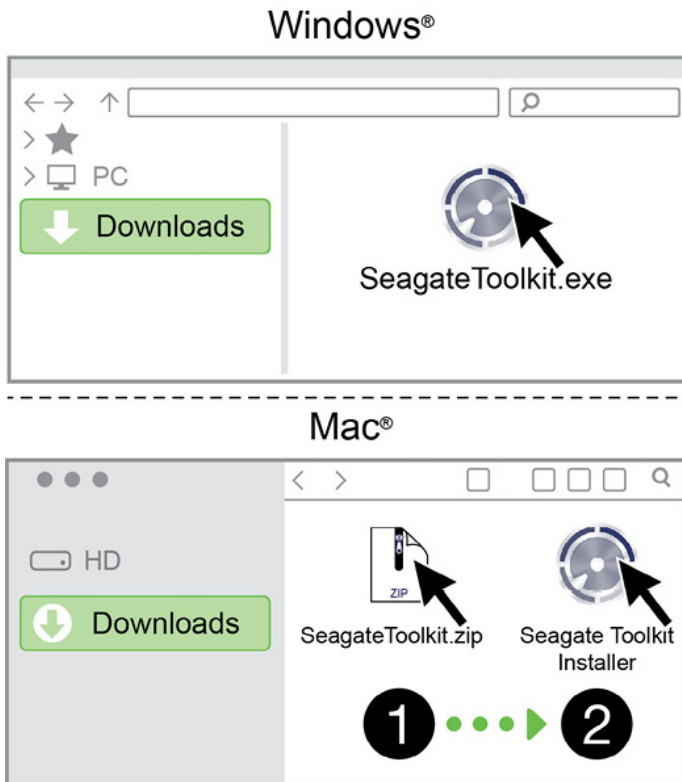 Windows®
PC
Downloads
SeagateToolkit.exe
Mac®
HD
Downloads
ZIP
SeagateToolkit.zip
Seagate Toolkit
Installer
1
2